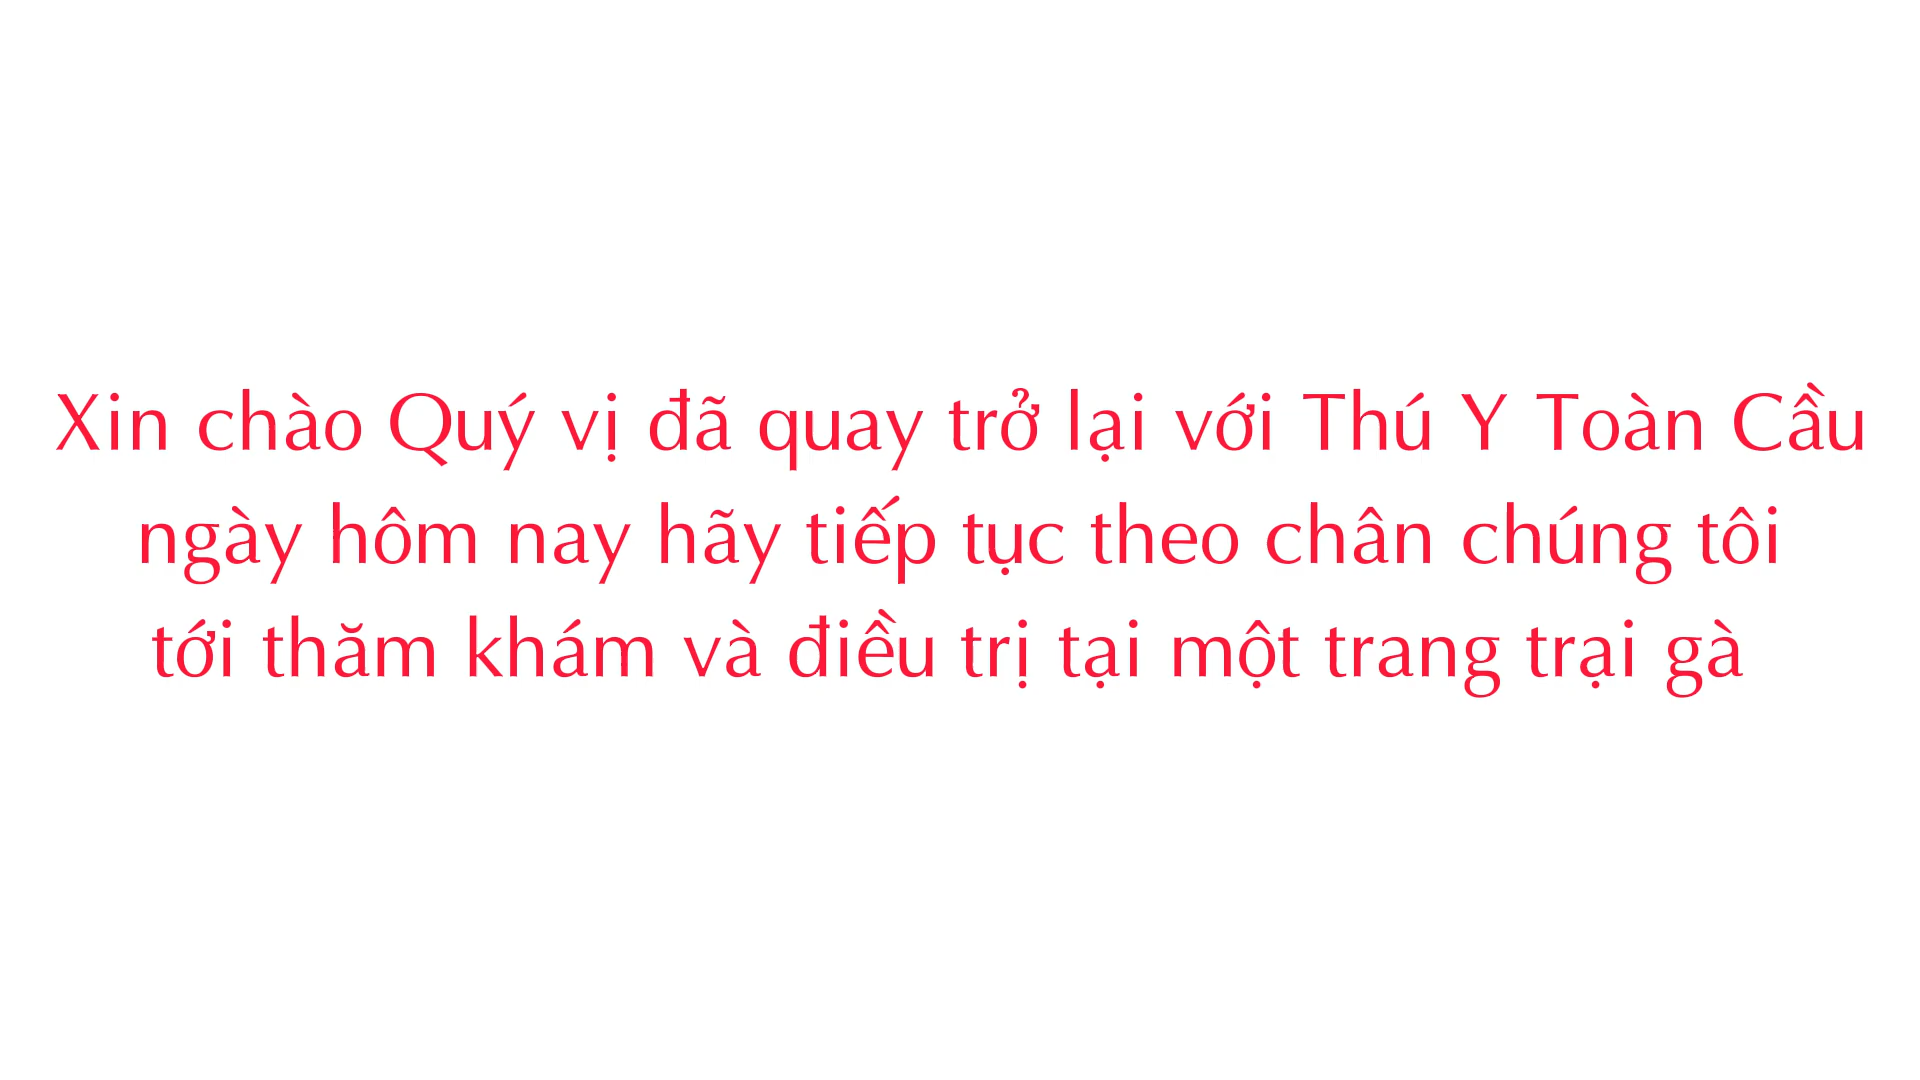 Xin chào Quý vị đã quay trở lại với Thú Y Toàn Cầu
ngày hôm nay hãy tiếp tục theo chân chúng tôi
tới thăm khám và điều trị tại một trang trại gà